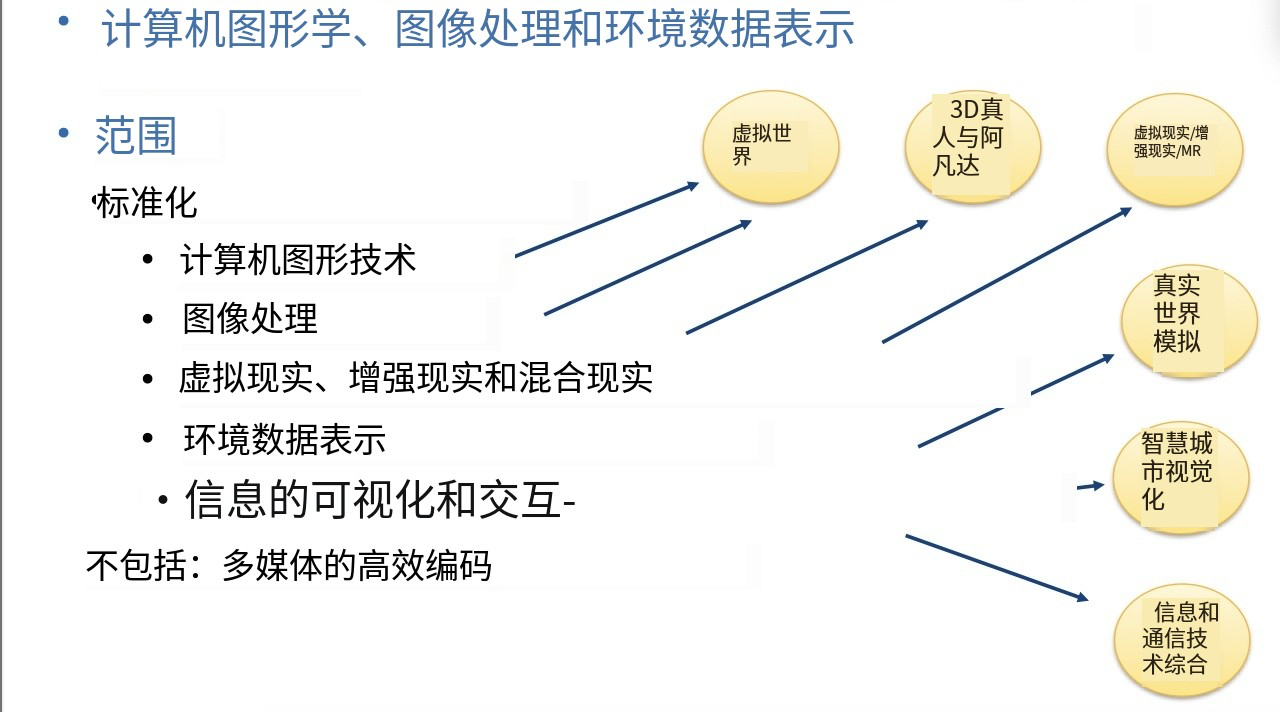 • 计算机图形学、图像处理和环境数据表示
• 范围
•标准化
• 计算机图形技术
• 图像处理
• 虚拟现实、增强现实和混合现实
• 环境数据表示
• 信息的可视化和交互-
不包括：多媒体的高效编码
虚拟世
界
3D真
人与阿
凡达
虚拟现实/增
强现实/MR
真实
世界
模拟
智慧城
市视觉
化
信息和
通信技
术综合